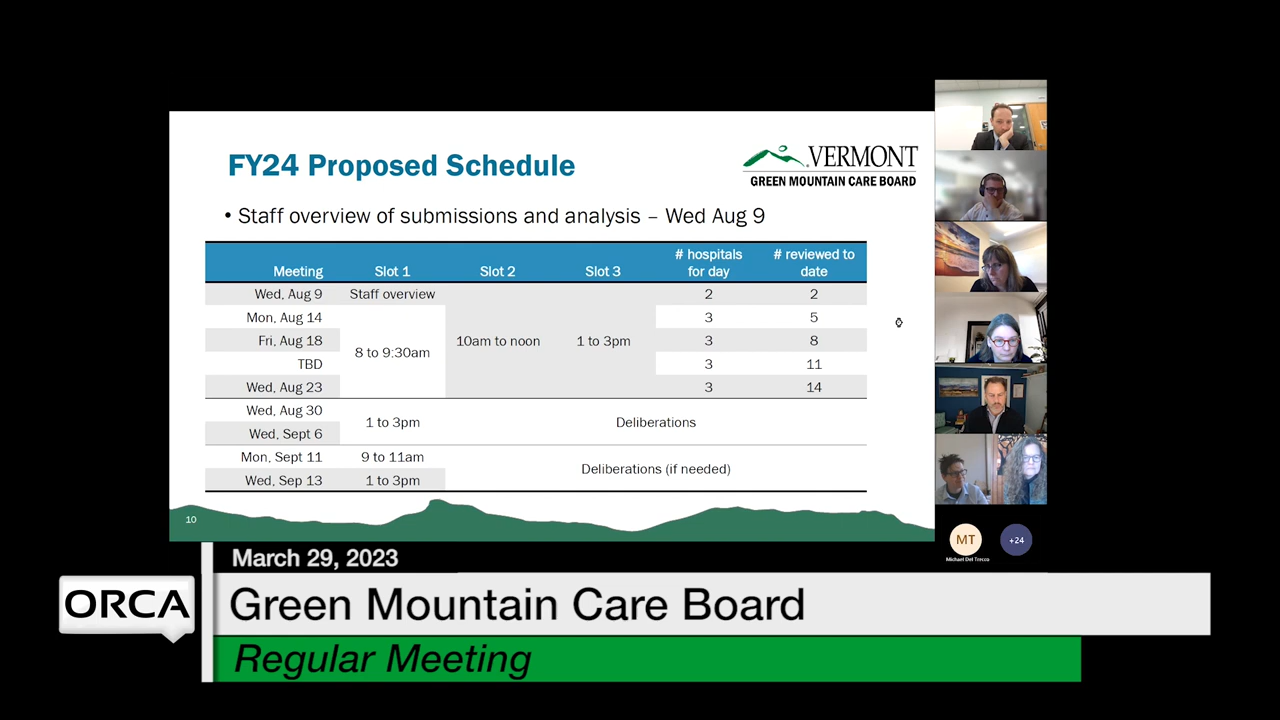 FY24 Proposed Schedule
VERMONT
GREEN MOUNTAIN CARE BOARD
• Staff overview of submissions and analysis – Wed Aug 9
Meeting Slot 1 Slot 2 Slot 3 # hospitals for day # reviewed to date
Wed, Aug 9 Staff overview 2 2
Mon, Aug 14 3 5
Fri, Aug 18 8 to 9:30am 10am to noon 1 to 3pm 3 8
TBD 3 11
Wed, Aug 23 3 14
Wed, Aug 30 1 to 3pm Deliberations
Wed, Sept 6
Mon, Sept 11 9 to 11am Deliberations (if needed)
Wed, Sep 13 1 to 3pm
10
MT
+24
Michael Del Trecco
March 29, 2023
ORCA
Green Mountain Care Board
Regular Meeting